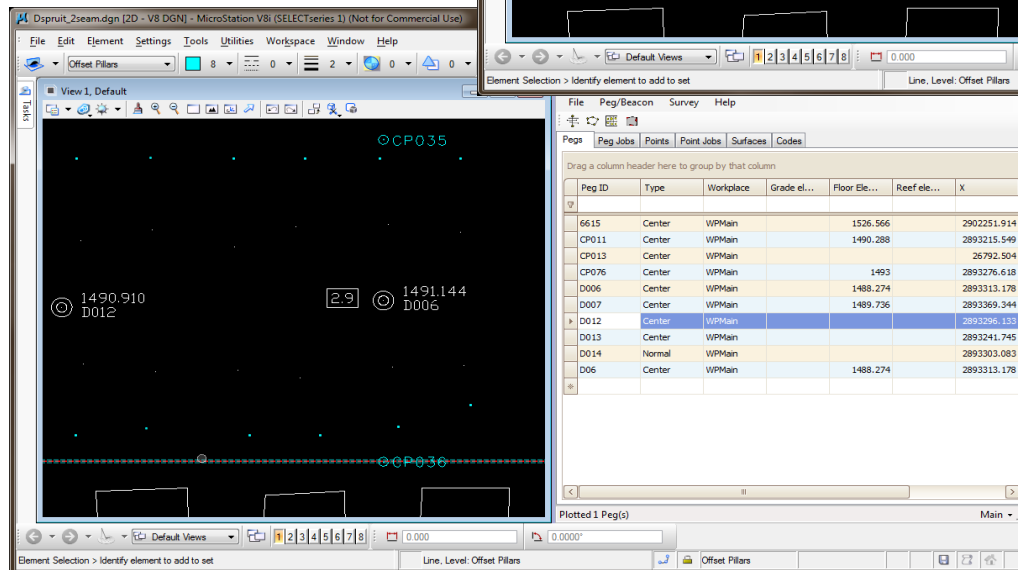 Dspruit_2seam.dgn [2D - V8 DGN] - MicroStation V8i (SELECTseries 1) (Not for Commercial Use)
File Edit Element Settings Tools Utilities Workspace Window Help
Offset Pillars 8 0 2 0 0
Tasks
View 1, Default
CP035
1490.910
D012
2.9
1491.144
D006
CP036
Default Views 1 2 3 4 5 6 7 8 0.000 0.0000°
Element Selection > Identify element to add to set Line, Level: Offset Pillars Offset Pillars
Default Views 1 2 3 4 5 6 7 8 0.000
Element Selection > Identify element to add to set Line, Level: Offset Pillars
File Peg/Beacon Survey Help
Pegs Peg Jobs Points Point Jobs Surfaces Codes
Drag a column header here to group by that column
Peg ID Type Workplace Grade el... Floor Ele... Reef ele... X
6615 Center WPMain 1526.566 2902251.914
CP011 Center WPMain 1490.288 2893215.549
CP013 Center WPMain 26792.504
CP076 Center WPMain 1493 2893276.618
D006 Center WPMain 1488.274 2893313.178
D007 Center WPMain 1489.736 2893369.344
D012 Center WPMain 2893296.133
D013 Center WPMain 2893241.745
D014 Normal WPMain 2893303.083
D06 Center WPMain 1488.274 2893313.178
Plotted 1 Peg(s) Main